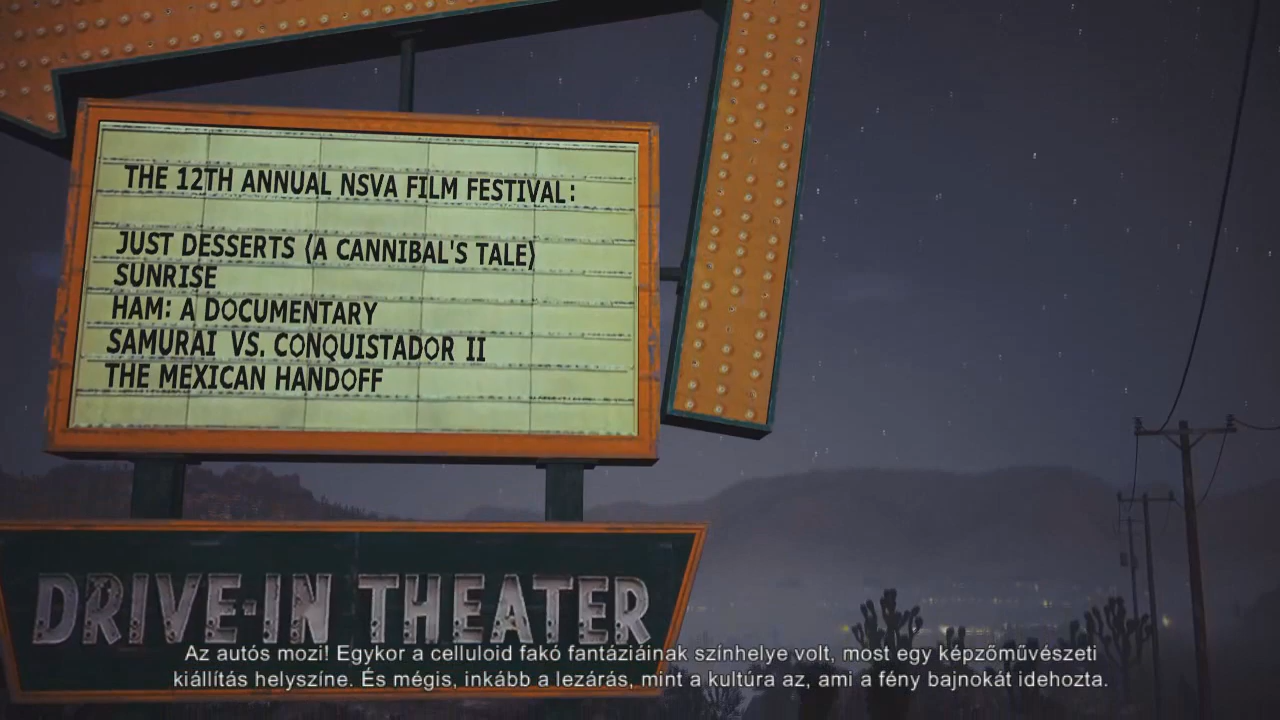 THE 12TH ANNUAL NSVA FILM FESTIVAL:
JUST DESSERTS (A CANNIBAL'S TALE)
SUNRISE
HAM: A DOCUMENTARY
SAMURAI VS. CONQUISTADOR II
THE MEXICAN HANDOFF
DRIVE-IN THEATER
Az autós mozi! Egykor a celluloid fakó fantáziáinak színhelye volt, most egy képzőművészeti
kiállítás helyszíne. És mégis, inkább a lezárás, mint a kultúra az, ami a fény bajnokát idehozta.